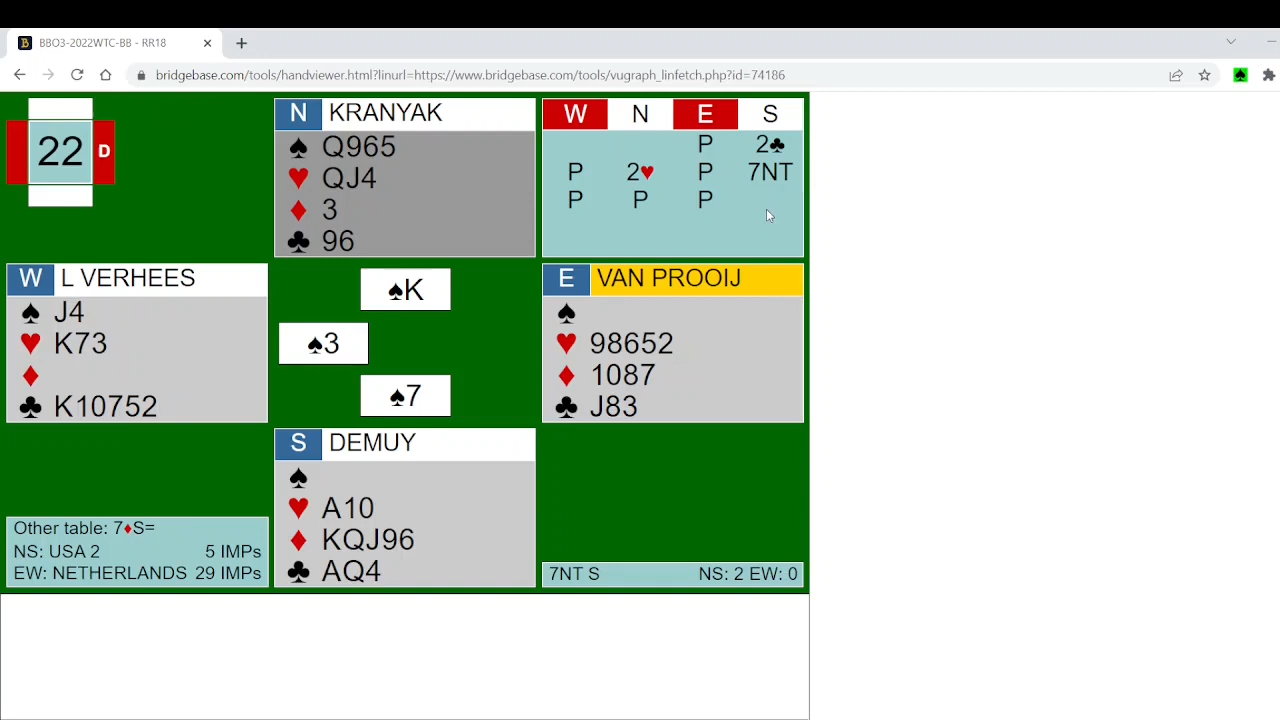 BBO3-2022WTC-BB - RR18
bridgebase.com/tools/handviewer.html?linurl=https://www.bridgebase.com/tools/vugraph_linfetch.php?id=74186
22 D
N KRANYAK
♠ Q965
♥ QJ4
♦ 3
♣ 96
W N E S
P 2♣
P 2♥ P 7NT
P P P
W L VERHEES
♠ J4
♥ K73
♦
♣ K10752
♠K
♠3
♠7
E VAN PROOIJ
♠
♥ 98652
♦ 1087
♣ J83
S DEMUY
♠
♥ A10
♦ KQJ96
♣ AQ4
Other table: 7♦S=
NS: USA 2 5 IMPs
EW: NETHERLANDS 29 IMPs
7NT S NS: 2 EW: 0